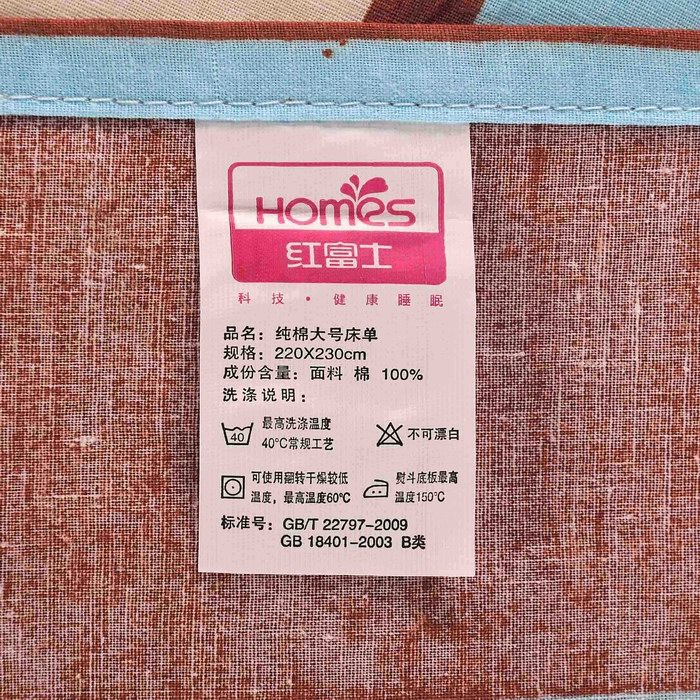 HOMES
红富士
科技·健康睡眠
品名：纯棉大号床单
规格：220X230cm
成份含量：面料 棉 100%
洗涤说明：
40
最高洗涤温度
40℃常规工艺
不可漂白
可使用翻转干燥较低
温度，最高温度60℃
熨斗底板最高
温度150℃
标准号：GB/T 22797-2009
GB 18401-2003 B类